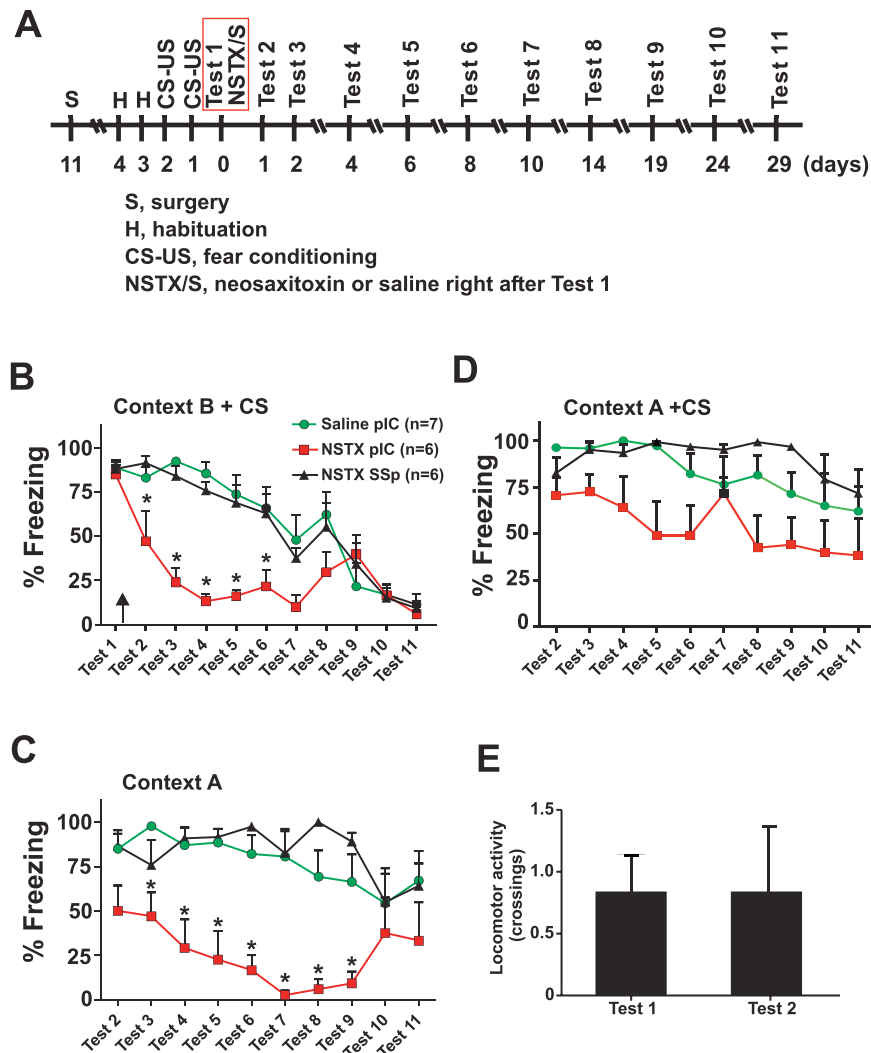 A
S
H
H
CS-US
CS-US
Test 1
NSTX/S
Test 2
Test 3
Test 4
Test 5
Test 6
Test 7
Test 8
Test 9
Test 10
Test 11
11 4 3 2 1 0 1 2 4 6 8 10 14 19 24 29 (days)
S, surgery
H, habituation
CS-US, fear conditioning
NSTX/S, neosaxitoxin or saline right after Test 1
B
Context B + CS
Saline pIC (n=7)
NSTX pIC (n=6)
NSTX SSp (n=6)
% Freezing
100
75
50
25
0
* * * * *
Test 1 Test 2 Test 3 Test 4 Test 5 Test 6 Test 7 Test 8 Test 9 Test 10 Test 11
D
Context A +CS
% Freezing
100
75
50
25
0
Test 2 Test 3 Test 4 Test 5 Test 6 Test 7 Test 8 Test 9 Test 10 Test 11
C
Context A
% Freezing
100
75
50
25
0
* * * * * * *
Test 2 Test 3 Test 4 Test 5 Test 6 Test 7 Test 8 Test 9 Test 10 Test 11
E
Locomotor activity
(crossings)
1.5
1.0
0.5
0
Test 1 Test 2